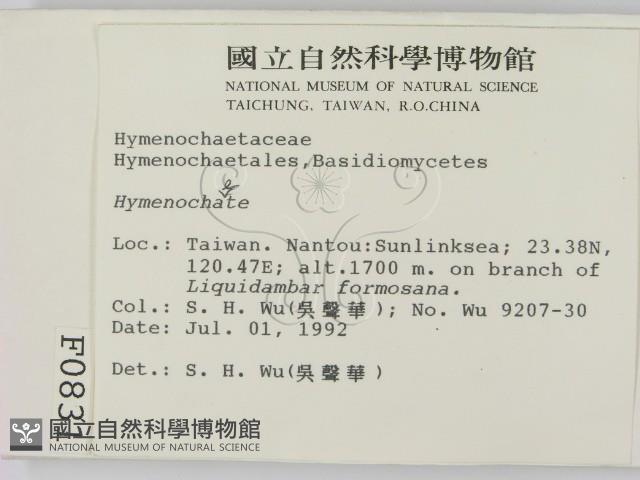 國立自然科學博物館
NATIONAL MUSEUM OF NATURAL SCIENCE
TAICHUNG, TAIWAN, R.O.CHINA
Hymenochaetaceae
Hymenochaetales,Basidiomycetes
Hymenochate
Loc.: Taiwan. Nantou:Sunlinksea; 23.38N,
120.47E; alt.1700 m. on branch of
Liquidambar formosana.
Col.: S. H. Wu(吳聲華); No. Wu 9207-30
Date: Jul. 01, 1992
Det.: S. H. Wu(吳聲華)
國立自然科學博物館
NATIONAL MUSEUM OF NATURAL SCIENCE